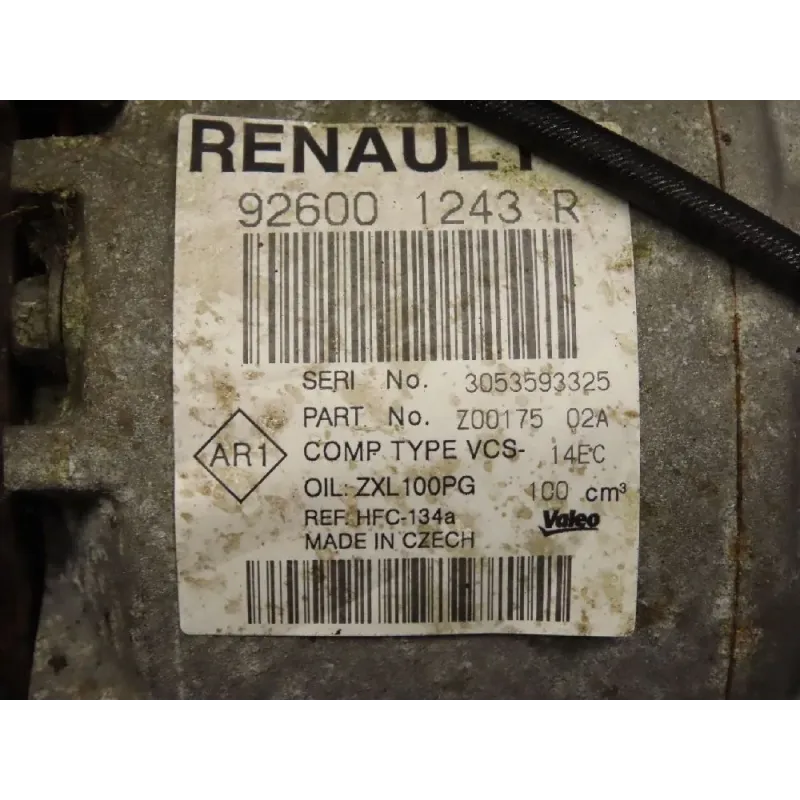 RENAULT
92600 1243 R
SERI No. 3053593325
PART No. Z00175 02A
AR1
COMP TYPE VCS- 14EC
OIL: ZXL100PG 100 cm³
REF: HFC-134a Valeo
MADE IN CZECH